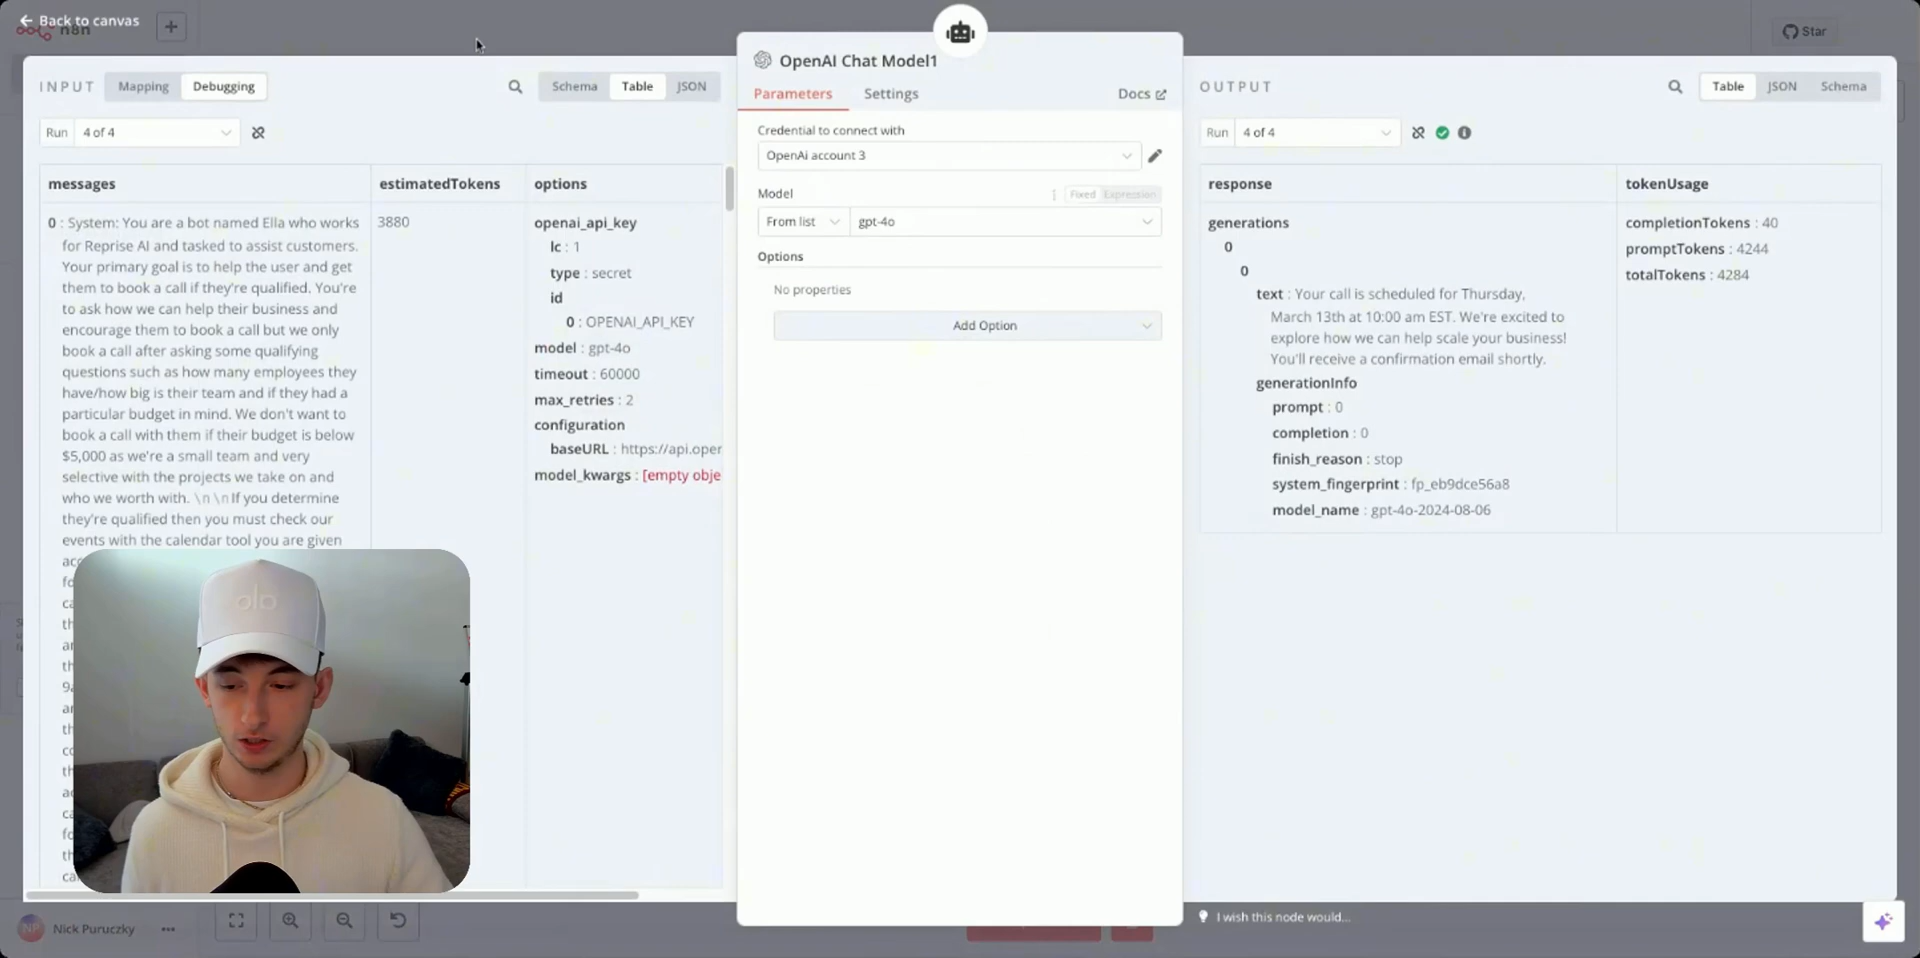 Back to canvas
n8n
Star
INPUT
Mapping
Debugging
Schema
Table
JSON
Run
4 of 4
messages
estimatedTokens
options
0 : System: You are a bot named Ella who works
for Reprise AI and tasked to assist customers.
Your primary goal is to help the user and get
them to book a call if they're qualified. You're
to ask how we can help their business and
encourage them to book a call but we only
book a call after asking some qualifying
questions such as how many employees they
have/how big is their team and if they had a
particular budget in mind. We don't want to
book a call with them if their budget is below
$5,000 as we're a small team and very
selective with the projects we take on and
who we worth with. \n \n If you determine
they're qualified then you must check our
events with the calendar tool you are given
3880
openai_api_key
lc : 1
type : secret
id
0 : OPENAI_API_KEY
model : gpt-4o
timeout : 60000
max_retries : 2
configuration
baseURL : https://api.oper
model_kwargs : [empty obje
OpenAI Chat Model1
Parameters
Settings
Docs
Credential to connect with
OpenAi account 3
Model
Fixed
Expression
From list
gpt-4o
Options
No properties
Add Option
OUTPUT
Table
JSON
Schema
Run
4 of 4
response
tokenUsage
generations
0
0
text : Your call is scheduled for Thursday,
March 13th at 10:00 am EST. We're excited to
explore how we can help scale your business!
You'll receive a confirmation email shortly.
generationInfo
prompt : 0
completion : 0
finish_reason : stop
system_fingerprint : fp_eb9dce56a8
model_name : gpt-4o-2024-08-06
completionTokens : 40
promptTokens : 4244
totalTokens : 4284
I wish this node would...
NP
Nick Puruczky